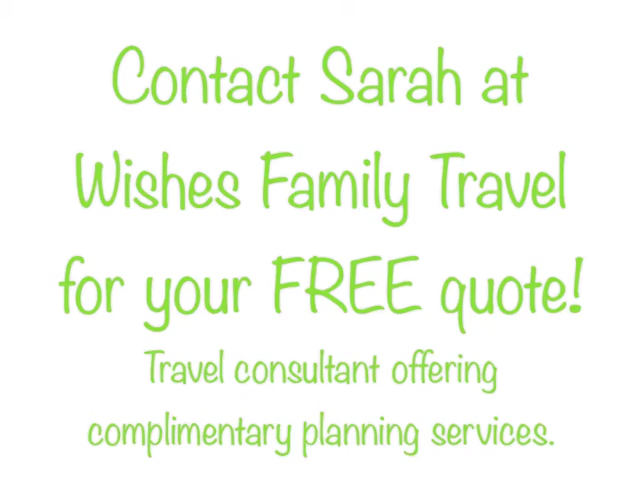 Contact Sarah at
Wishes Family Travel
for your FREE quote!
Travel consultant offering
complimentary planning services.